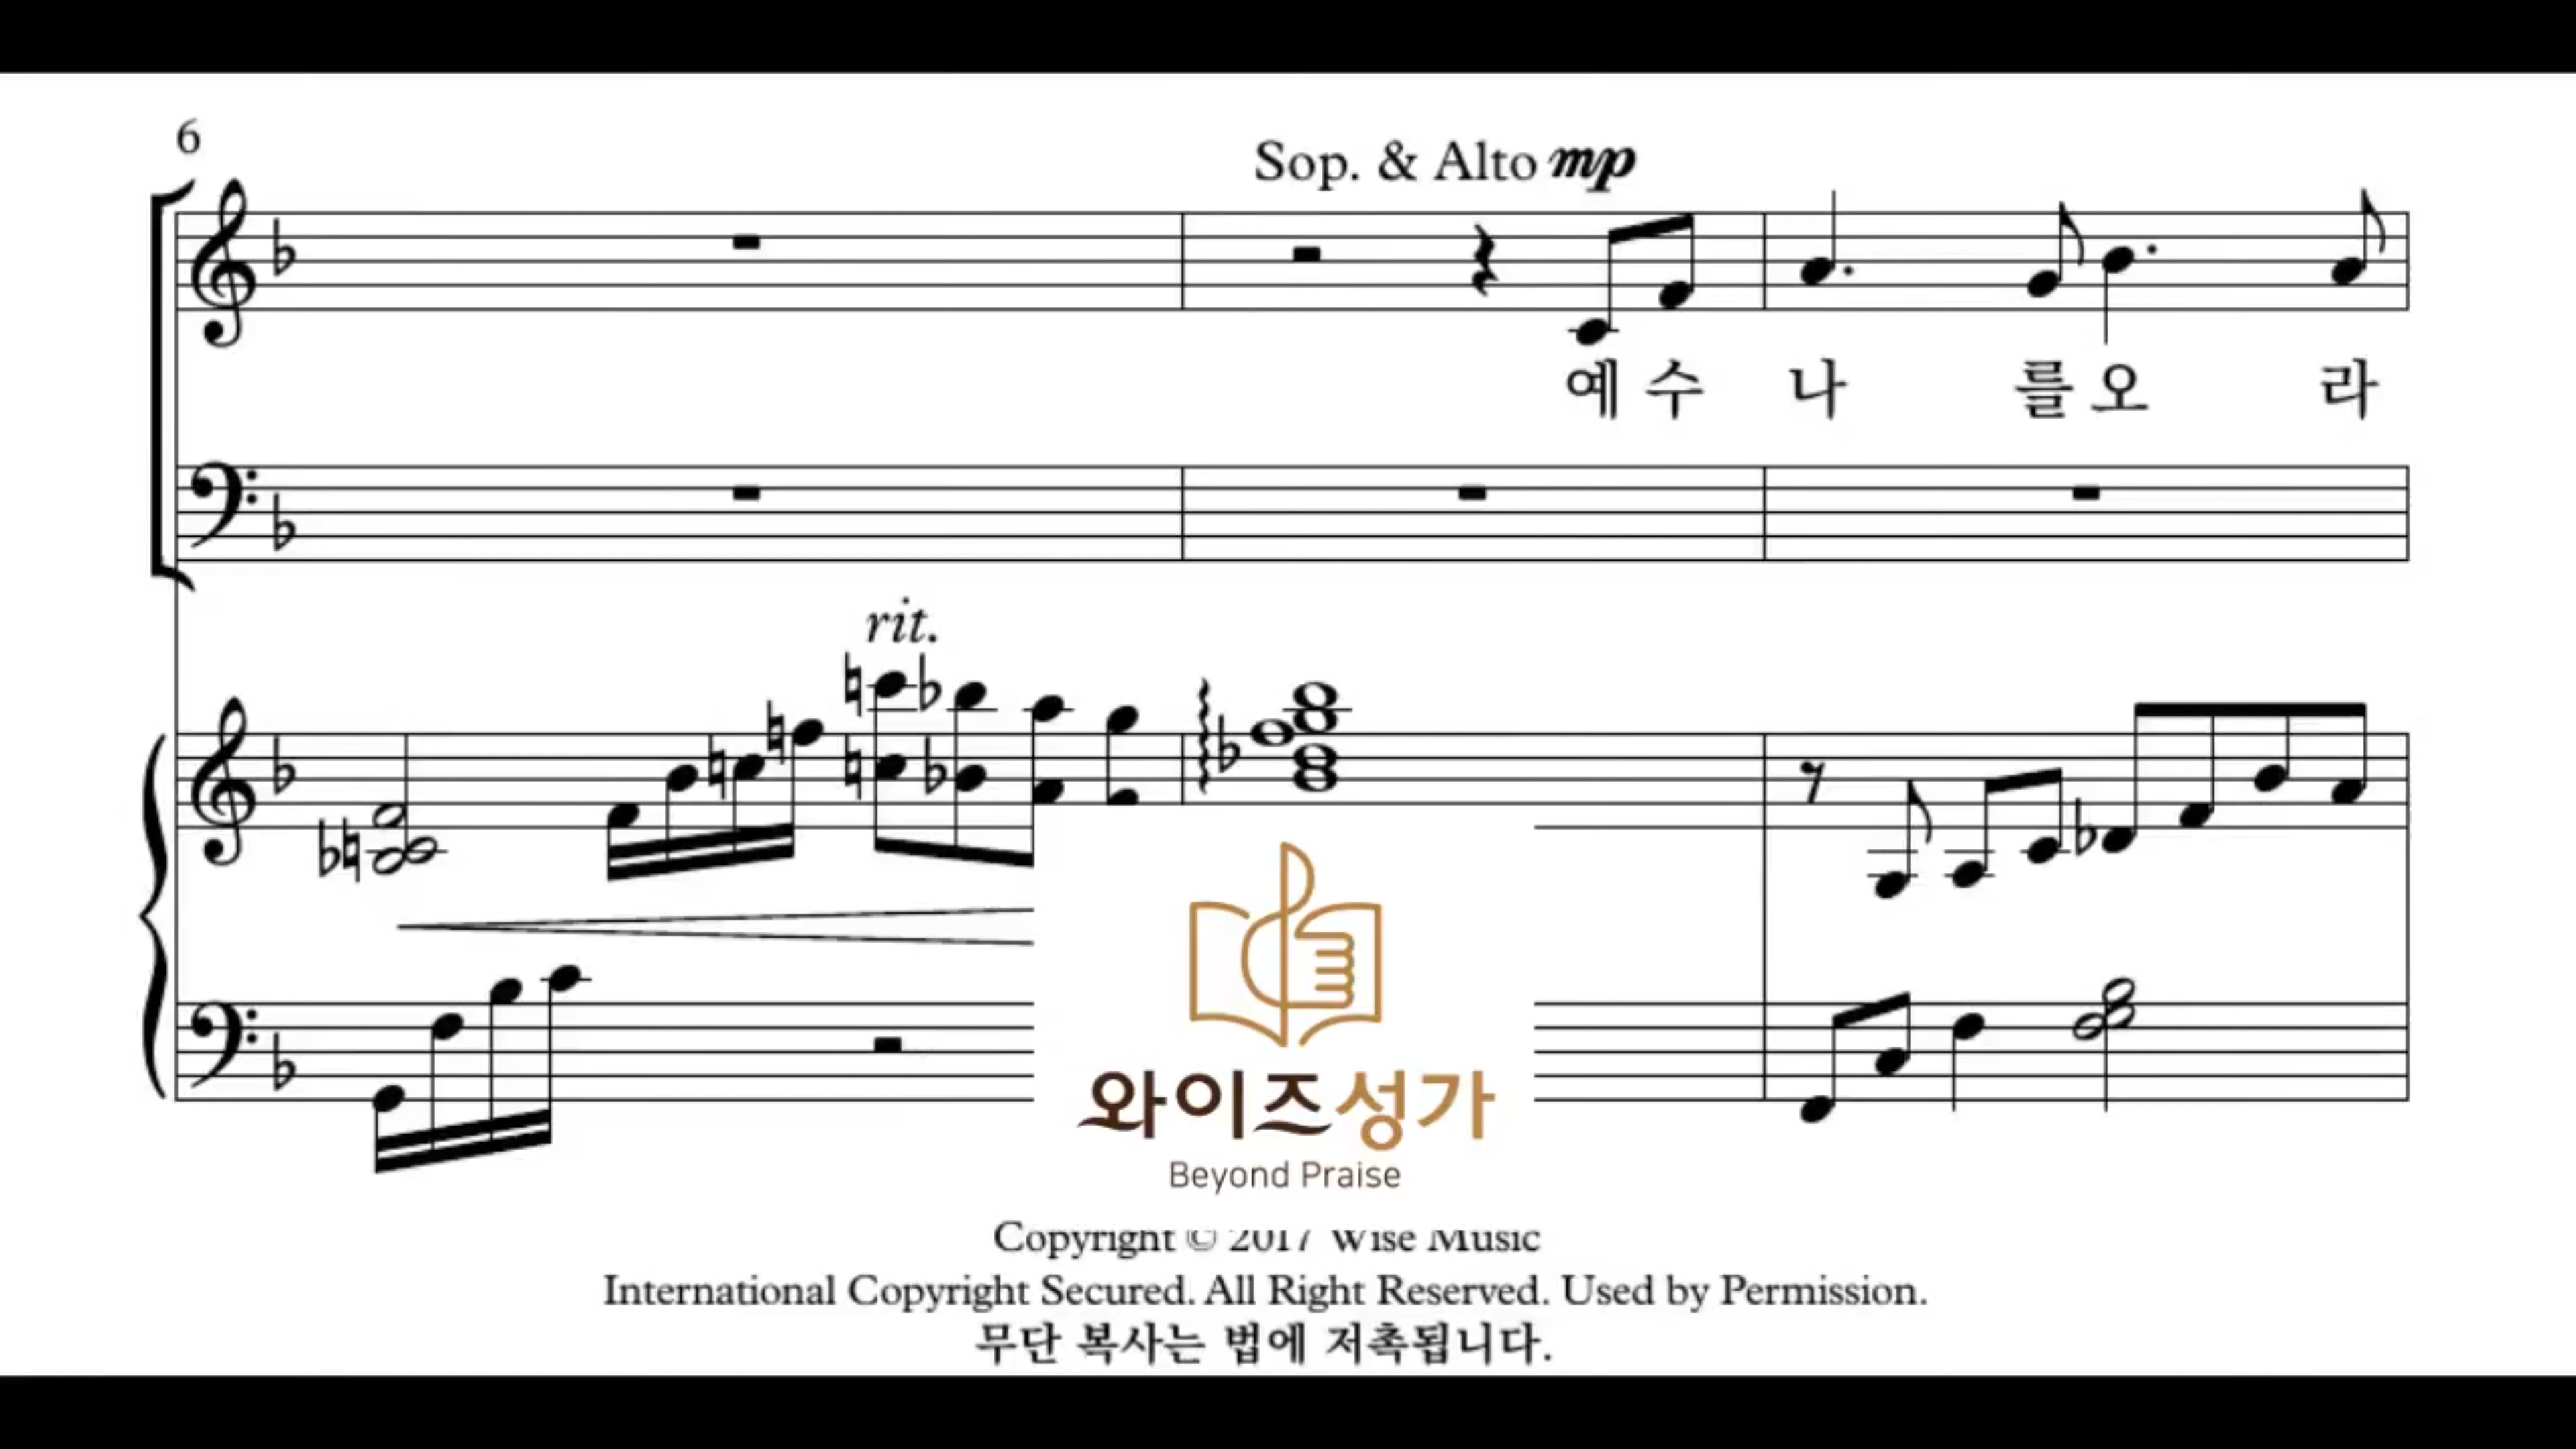 6
Sop. & Alto mp
예 수 나 를 오 라
rit.
와이즈성가
Beyond Praise
Copyright © 2017 Wise Music
International Copyright Secured. All Right Reserved. Used by Permission.
무단 복사는 법에 저촉됩니다.